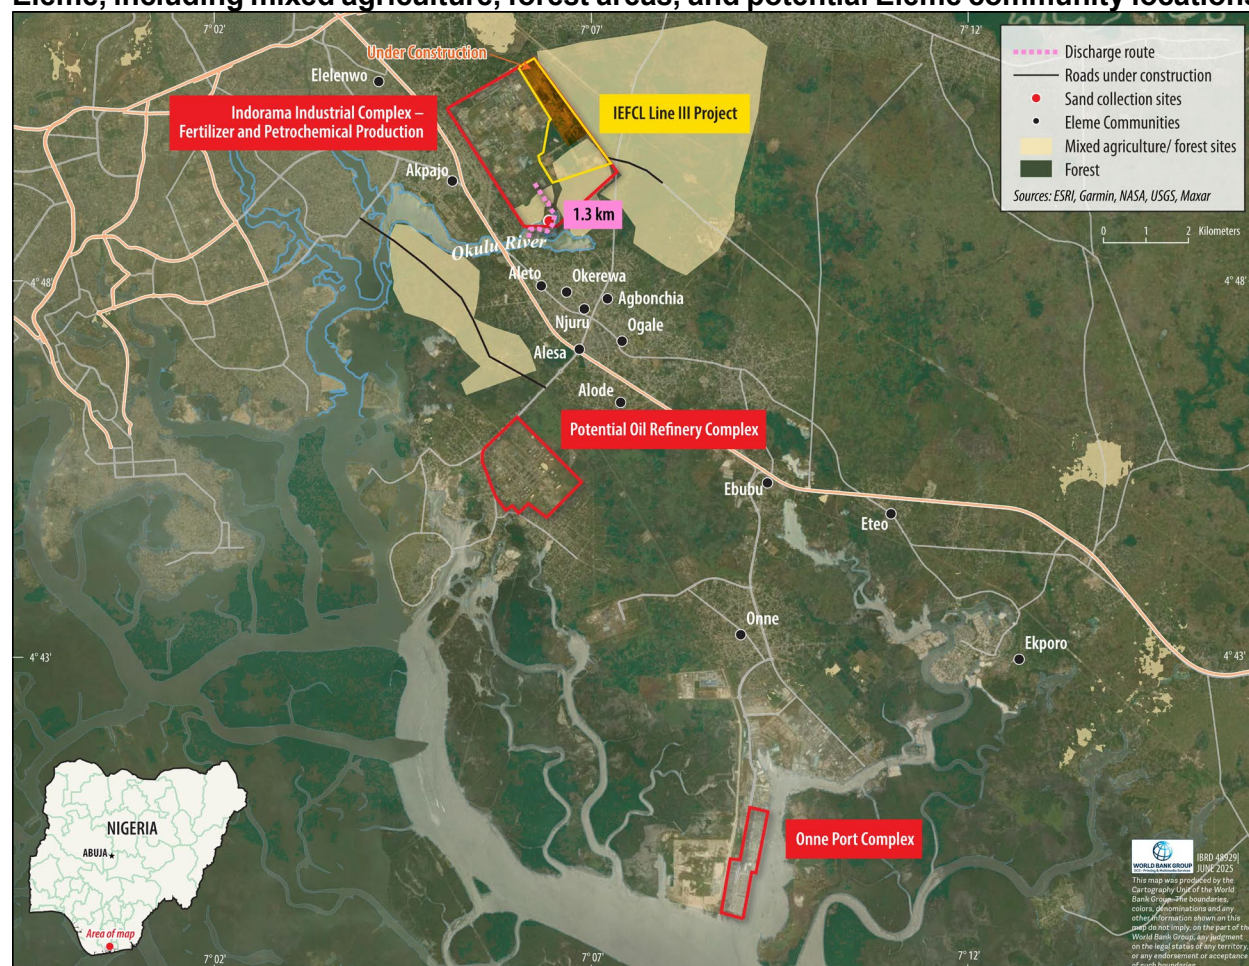 Eleme, including mixed agriculture, forest areas, and potential Eleme community locations
7° 02'
7° 07'
7° 12'
Under Construction
Elelenwo
Indorama Industrial Complex –
Fertilizer and Petrochemical Production
IEFCL Line III Project
Discharge route
Roads under construction
Sand collection sites
Eleme Communities
Mixed agriculture/ forest sites
Forest
Sources: ESRI, Garmin, NASA, USGS, Maxar
0 1 2 Kilometers
Akpajo
1.3 km
Okulu River
4° 48'
4° 48'
Aleto
Okerewa
Agbonchia
Njuru
Ogale
Alesa
Alode
Potential Oil Refinery Complex
Ebubu
Eteo
Onne
Ekporo
4° 43'
4° 43'
NIGERIA
ABUJA
Area of map
Onne Port Complex
WORLD BANK GROUP
IBRD 48929|
JUNE 2025
This map was produced by the
Cartography Unit of the World
Bank Group. The boundaries,
colors, denominations and any
other information shown on this
map do not imply, on the part of the
World Bank Group, any judgment
on the legal status of any territory,
or any endorsement or acceptance
of such boundaries.
7° 02'
7° 07'
7° 12'